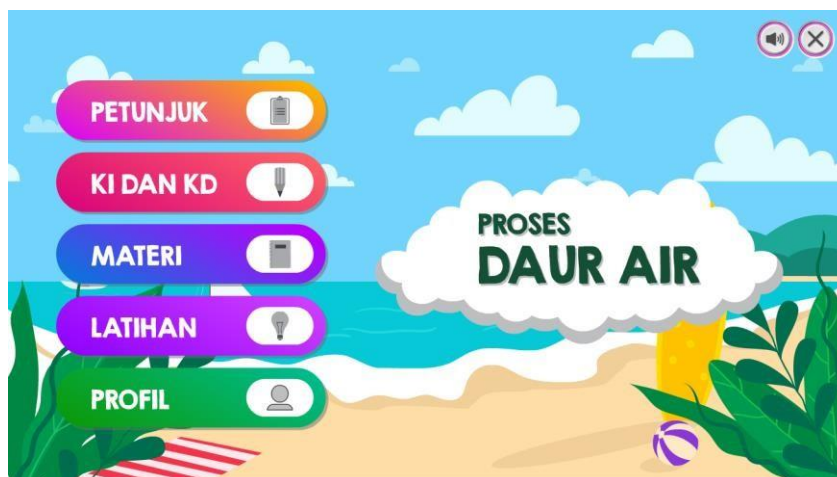 PETUNJUK
KI DAN KD
MATERI
LATIHAN
PROFIL
PROSES
DAUR AIR